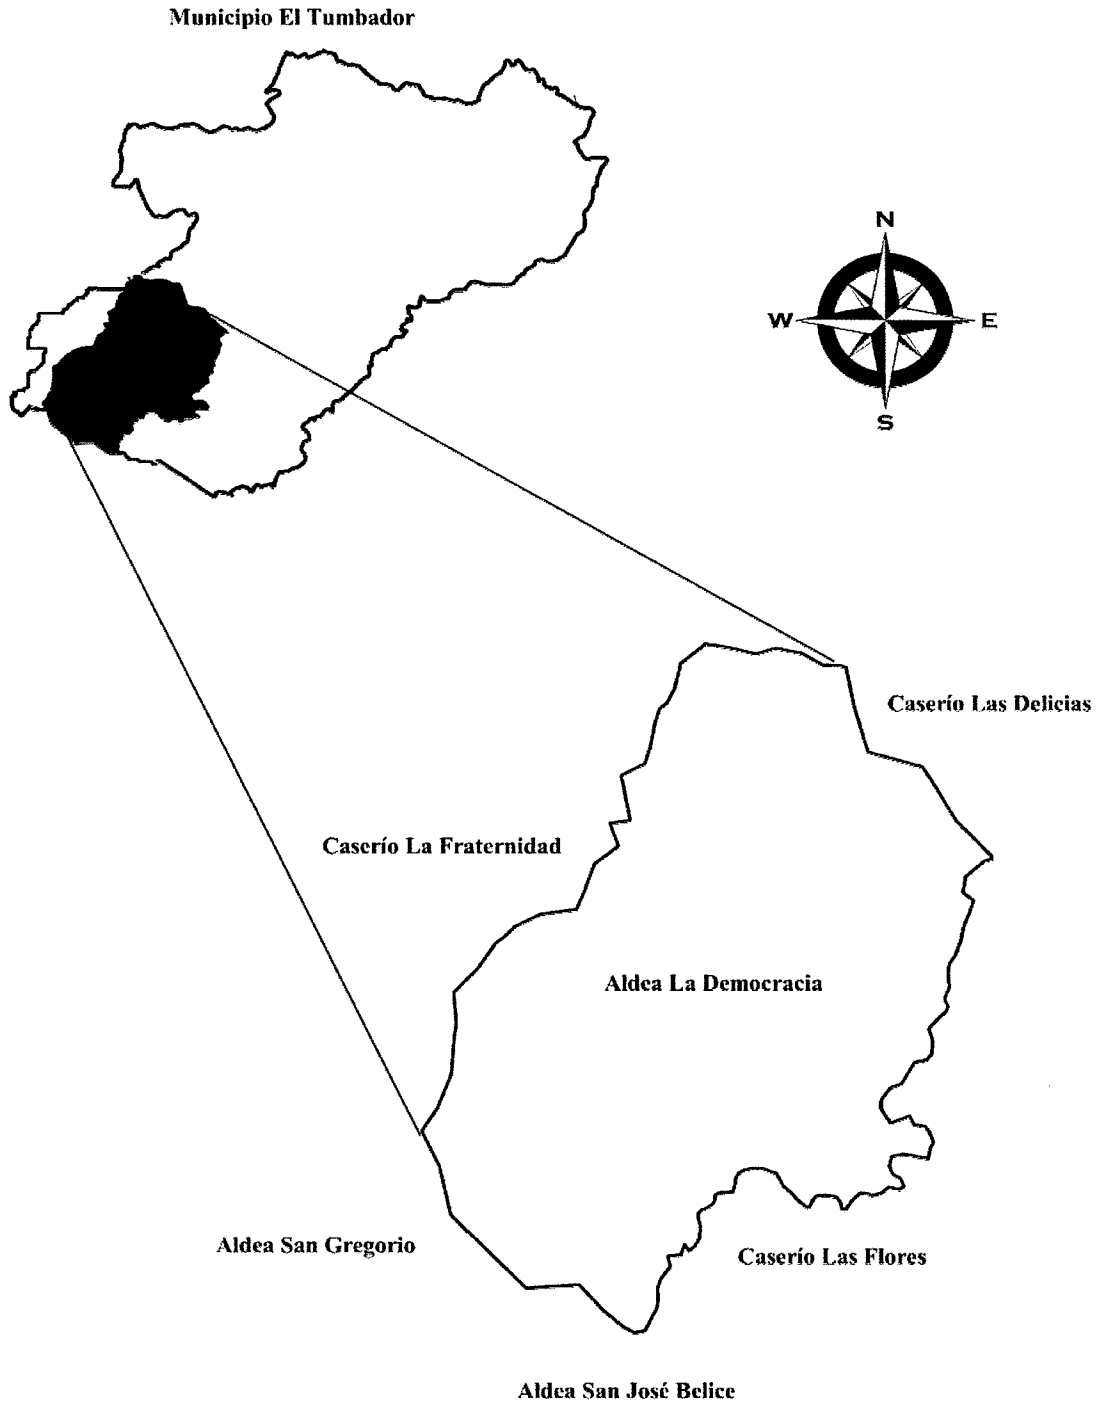 Municipio El Tumbador
N
W
E
S
Caserío Las Delicias
Caserío La Fraternidad
Aldea La Democracia
Aldea San Gregorio
Caserío Las Flores
Aldea San José Belice